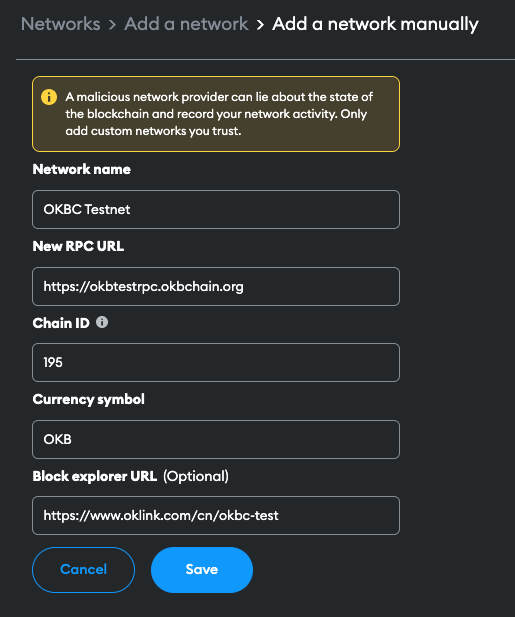 Networks > Add a network > Add a network manually
A malicious network provider can lie about the state of
the blockchain and record your network activity. Only
add custom networks you trust.
Network name
OKBC Testnet
New RPC URL
https://okbtestrpc.okbchain.org
Chain ID
195
Currency symbol
OKB
Block explorer URL (Optional)
https://www.oklink.com/cn/okbc-test
Cancel Save